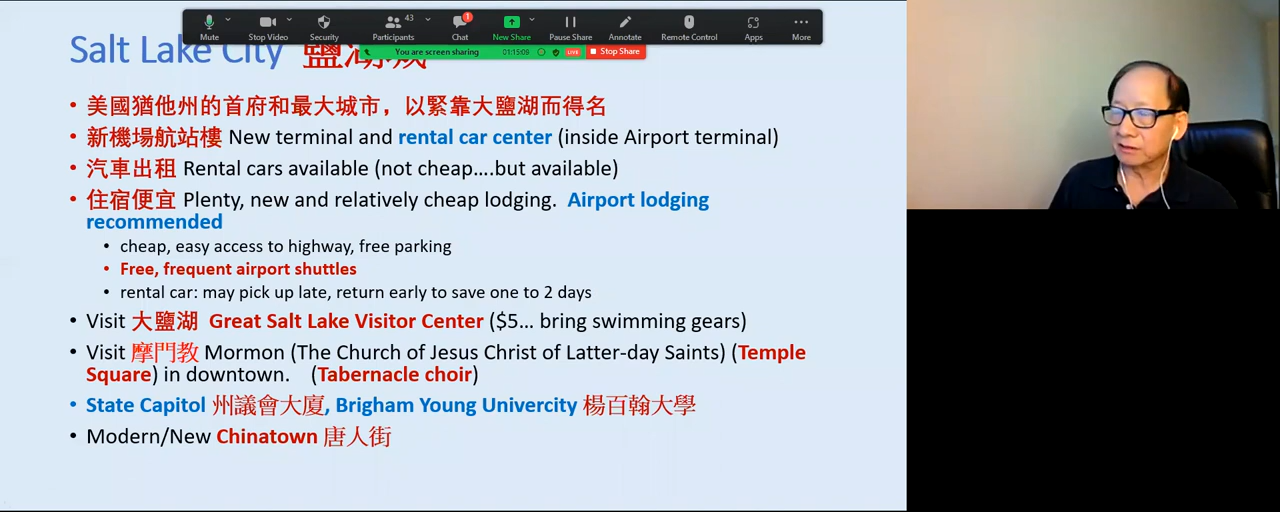 Mute
Stop Video
Security
43
Participants
1
Chat
New Share
Pause Share
Annotate
Remote Control
Apps
More
You are screen sharing
01:15:09
LIVE
Stop Share
Salt Lake City 鹽湖城
• 美國猶他州的首府和最大城市，以緊靠大鹽湖而得名
• 新機場航站樓 New terminal and rental car center (inside Airport terminal)
• 汽車出租 Rental cars available (not cheap....but available)
• 住宿便宜 Plenty, new and relatively cheap lodging. Airport lodging
recommended
• cheap, easy access to highway, free parking
• Free, frequent airport shuttles
• rental car: may pick up late, return early to save one to 2 days
• Visit 大鹽湖 Great Salt Lake Visitor Center ($5... bring swimming gears)
• Visit 摩門教 Mormon (The Church of Jesus Christ of Latter-day Saints) (Temple
Square) in downtown. (Tabernacle choir)
• State Capitol 州議會大廈, Brigham Young Univercity 楊百翰大學
• Modern/New Chinatown 唐人街